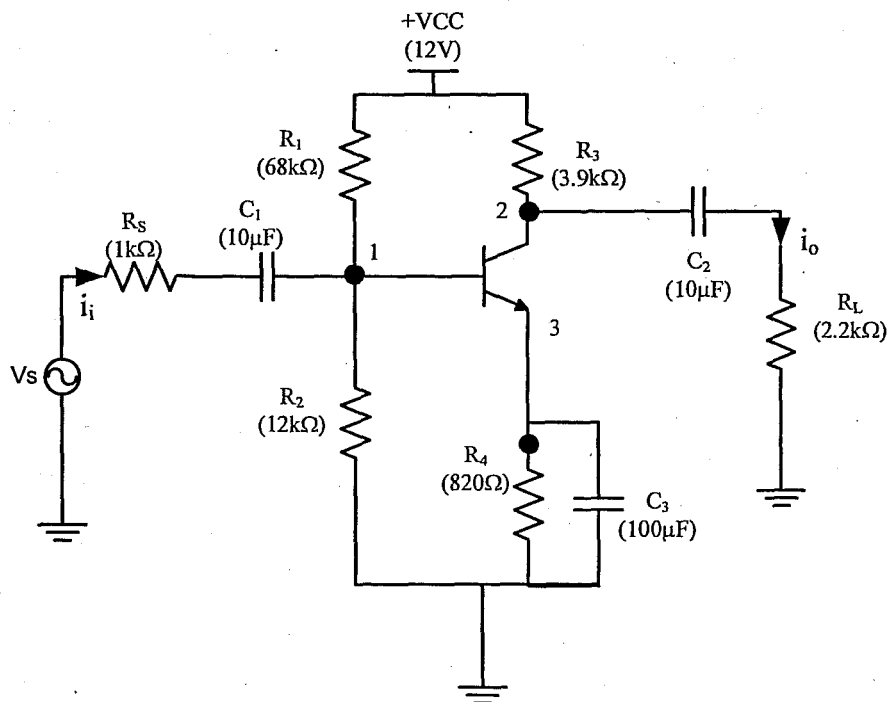 +VCC
(12V)
R1
(68kΩ)
R3
(3.9kΩ)
C1
(10μF)
RS
(1kΩ)
1
2
ii
io
C2
(10μF)
RL
(2.2kΩ)
3
Vs
R2
(12kΩ)
R4
(820Ω)
C3
(100μF)